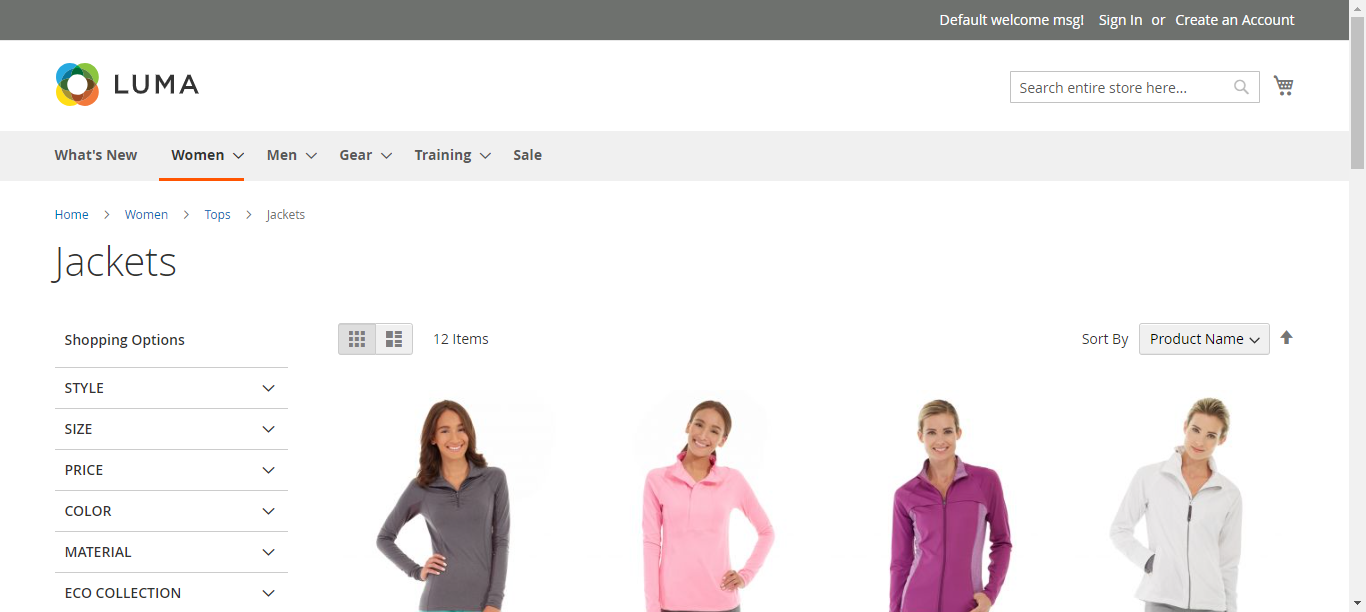 Default welcome msg! Sign In or Create an Account
LUMA
Search entire store here...
What's New Women Men Gear Training Sale
Home Women Tops Jackets
Jackets
Shopping Options
12 Items
Sort By Product Name
STYLE
SIZE
PRICE
COLOR
MATERIAL
ECO COLLECTION